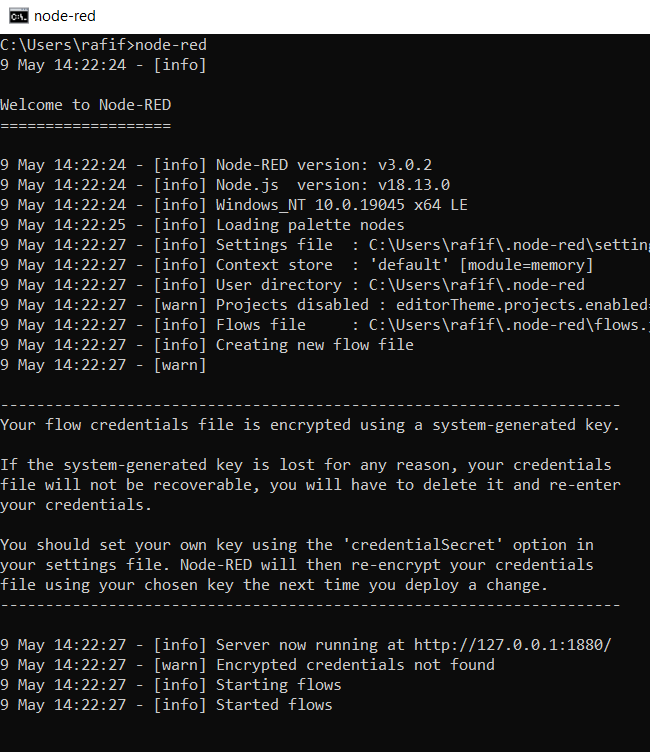 node-red
C:\Users\rafif>node-red
9 May 14:22:24 - [info]
Welcome to Node-RED
===================
9 May 14:22:24 - [info] Node-RED version: v3.0.2
9 May 14:22:24 - [info] Node.js  version: v18.13.0
9 May 14:22:24 - [info] Windows_NT 10.0.19045 x64 LE
9 May 14:22:25 - [info] Loading palette nodes
9 May 14:22:27 - [info] Settings file  : C:\Users\rafif\.node-red\setting
9 May 14:22:27 - [info] Context store  : 'default' [module=memory]
9 May 14:22:27 - [info] User directory : C:\Users\rafif\.node-red
9 May 14:22:27 - [warn] Projects disabled : editorTheme.projects.enabled=
9 May 14:22:27 - [info] Flows file     : C:\Users\rafif\.node-red\flows.j
9 May 14:22:27 - [info] Creating new flow file
9 May 14:22:27 - [warn]
---------------------------------------------------------------------
Your flow credentials file is encrypted using a system-generated key.
If the system-generated key is lost for any reason, your credentials
file will not be recoverable, you will have to delete it and re-enter
your credentials.
You should set your own key using the 'credentialSecret' option in
your settings file. Node-RED will then re-encrypt your credentials
file using your chosen key the next time you deploy a change.
---------------------------------------------------------------------
9 May 14:22:27 - [info] Server now running at http://127.0.0.1:1880/
9 May 14:22:27 - [warn] Encrypted credentials not found
9 May 14:22:27 - [info] Starting flows
9 May 14:22:27 - [info] Started flows